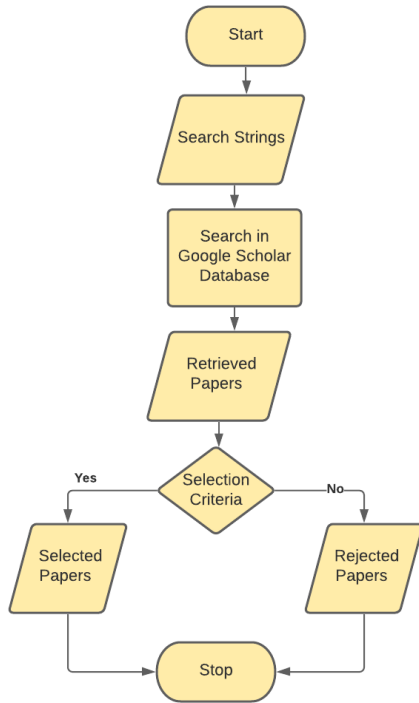 Start
Search Strings
Search in
Google Scholar
Database
Retrieved
Papers
Selection
Criteria
Yes
No
Selected
Papers
Rejected
Papers
Stop